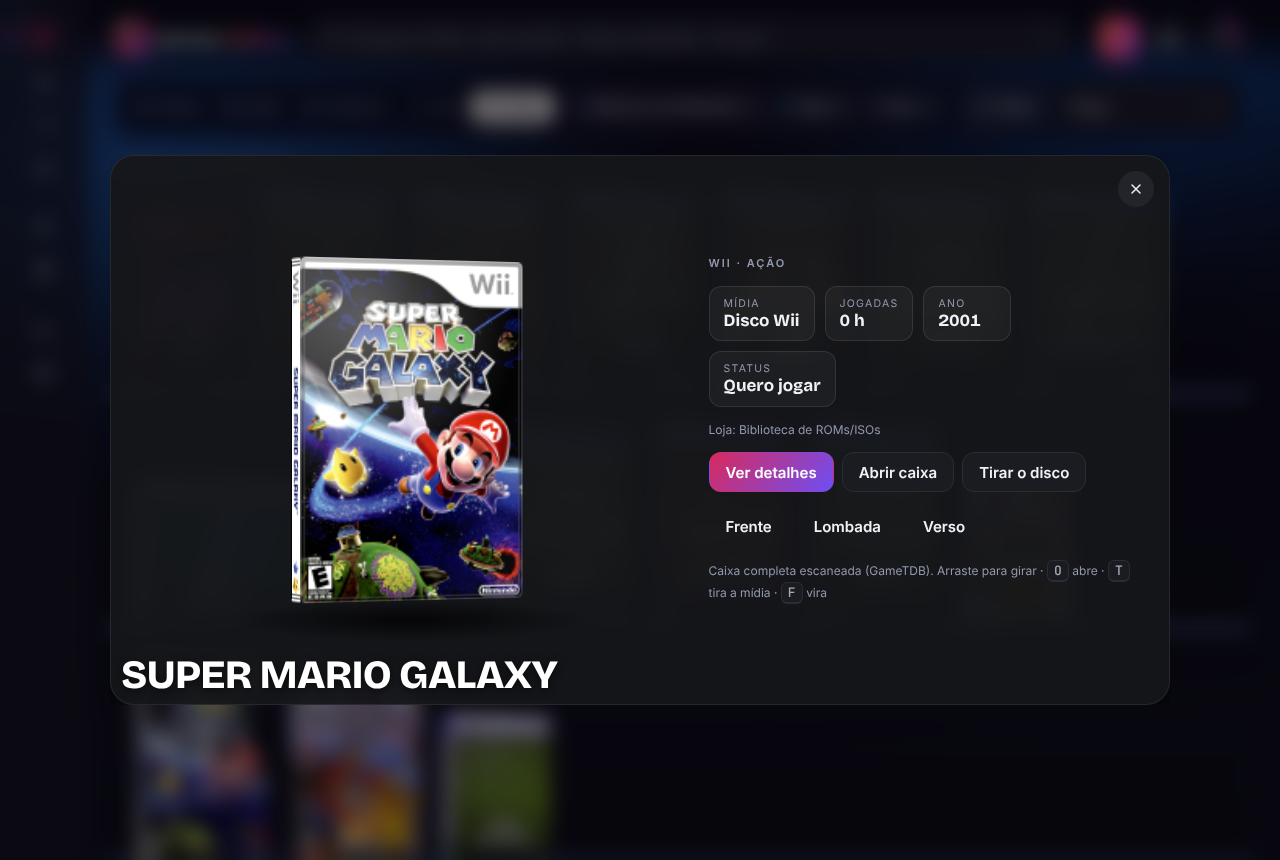 WII · AÇÃO
MÍDIA
Disco Wii
JOGADAS
0 h
ANO
2001
STATUS
Quero jogar
Loja: Biblioteca de ROMs/ISOs
Ver detalhes
Abrir caixa
Tirar o disco
Frente
Lombada
Verso
Caixa completa escaneada (GameTDB). Arraste para girar · O abre · T
tira a mídia · F vira
Wii
SUPER MARIO GALAXY
Wii
SUPER
MARIO
GALAXY
E
Nintendo
SUPER MARIO GALAXY